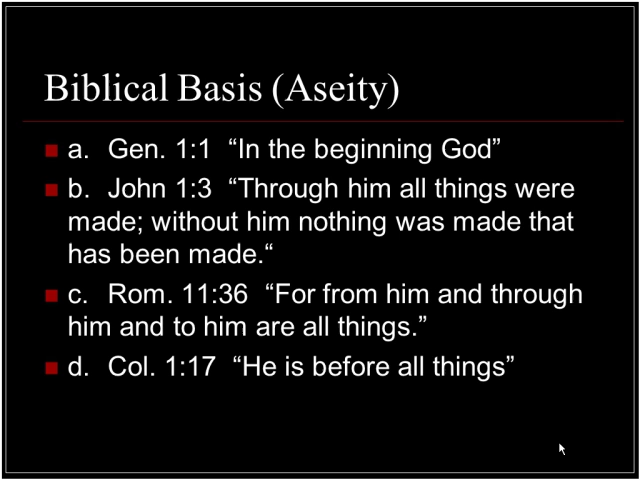 Biblical Basis (Aseity)
a. Gen. 1:1 “In the beginning God”
b. John 1:3 “Through him all things were
made; without him nothing was made that
has been made.“
c. Rom. 11:36 “For from him and through
him and to him are all things.”
d. Col. 1:17 “He is before all things”